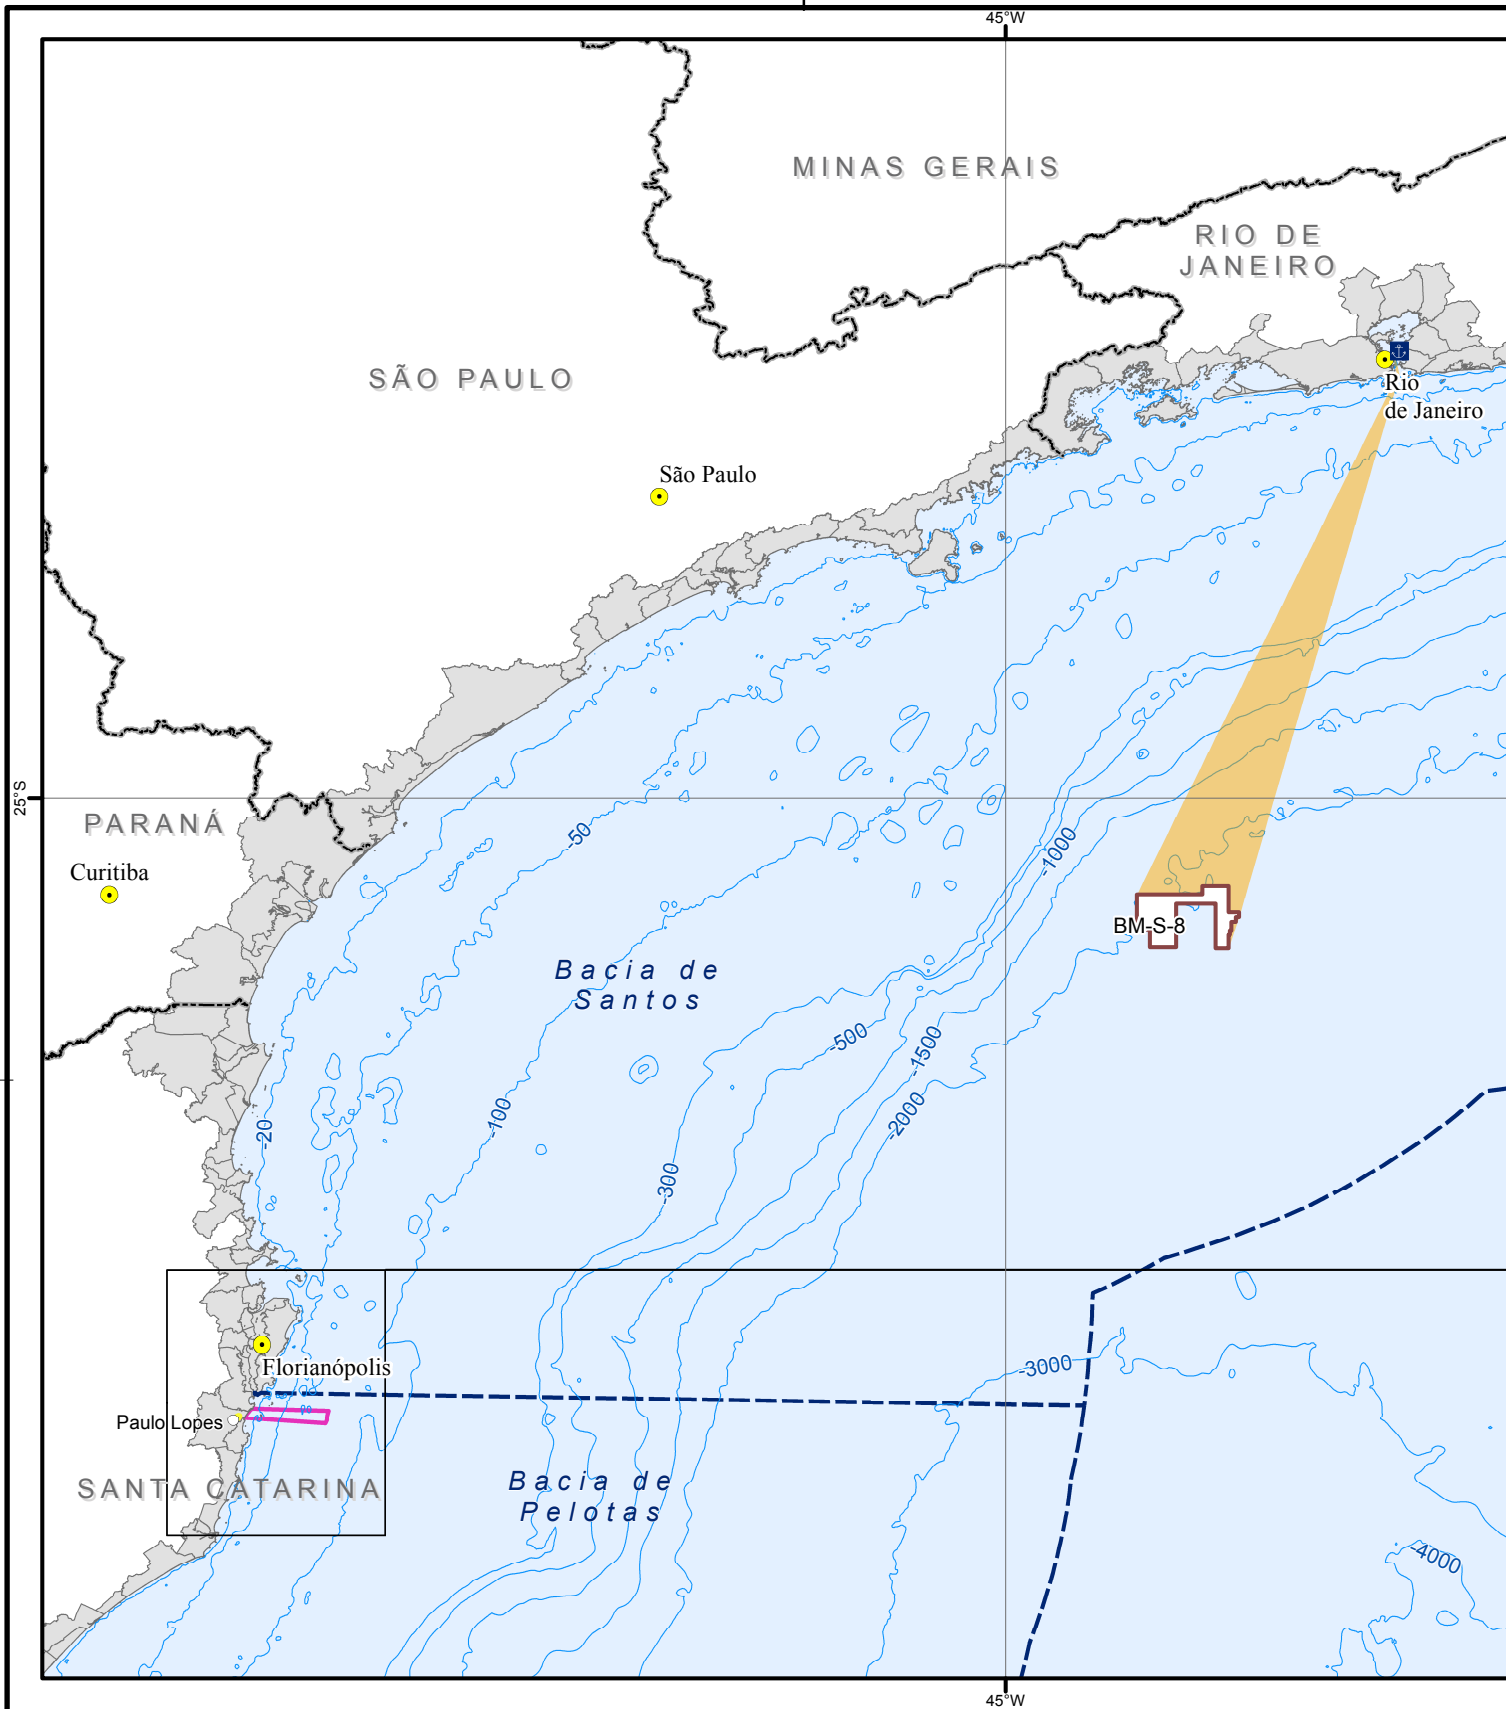 45°W
MINAS GERAIS
RIO DE
JANEIRO
SÃO PAULO
Rio
de Janeiro
São Paulo
25°S
PARANÁ
-50
-1000
Curitiba
BM-S-8
Bacia de
Santos
-500
-1500
-100
-2000
-20
-300
Florianópolis
-3000
Paulo Lopes
SANTA CATARINA
Bacia de
Pelotas
-4000
45°W